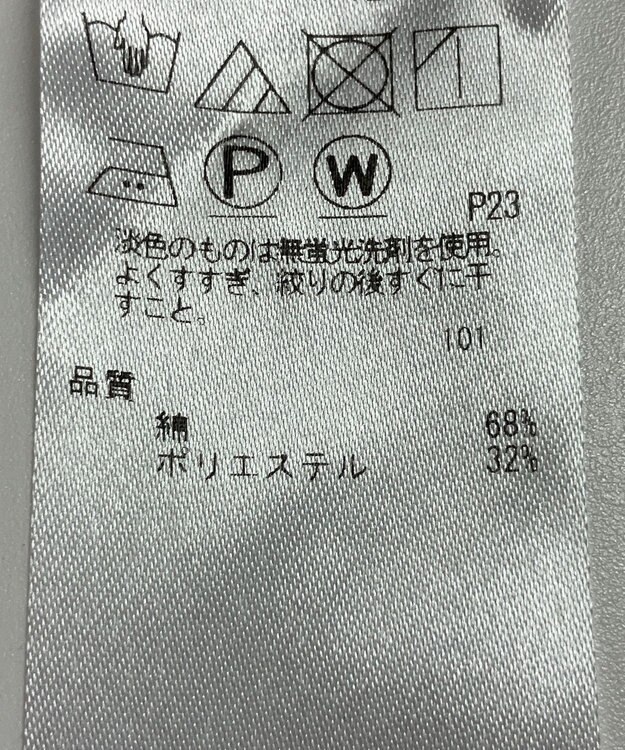 P W
P23
淡色のものは無蛍光洗剤を使用。
よくすすぎ、絞りの後すぐに干
すこと。
101
品質
綿 68%
ポリエステル 32%